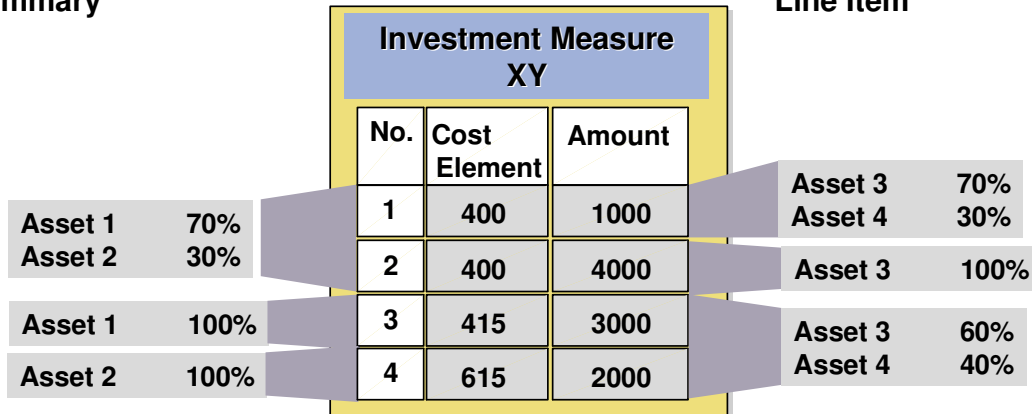 Line Item
Investment Measure
XY
No. Cost Element Amount
1 400 1000
2 400 4000
3 415 3000
4 615 2000
Asset 1 70%
Asset 2 30%
Asset 1 100%
Asset 2 100%
Asset 3 70%
Asset 4 30%
Asset 3 100%
Asset 3 60%
Asset 4 40%